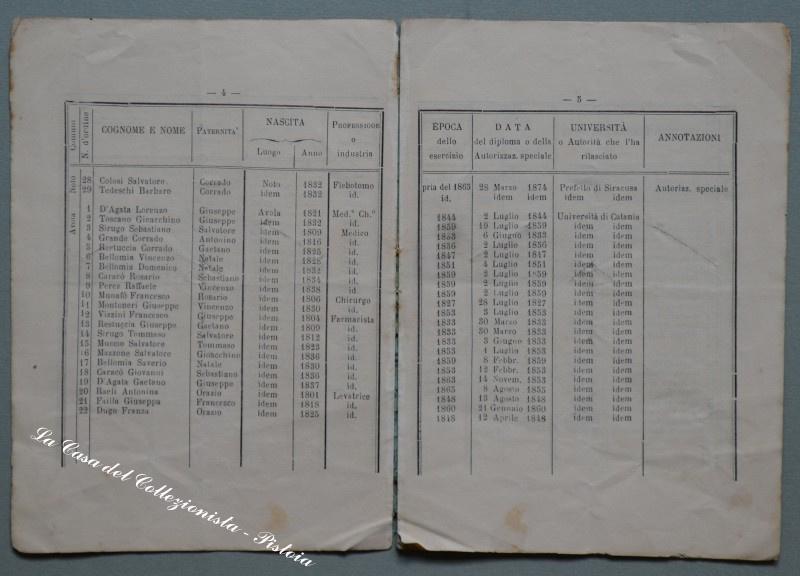 — 4 —
Comune
N. d'ordine
COGNOME E NOME
PATERNITA'
NASCITA
Luogo
Anno
PROFESSIONE
o
industria
Noto
28 Colosi Salvatore Corrado Noto 1832 Flebotomo
29 Tedeschi Barbaro Corrado idem 1832 id.
Avola
1 D'Agata Lorenzo Giuseppe Avola 1821 Med.º Ch.º
2 Toscano Gioacchino Giuseppe idem 1832 id.
3 Sirugo Sebastiano Salvatore idem 1809 Medico
4 Grande Corrado Antonino idem 1816 id.
5 Restuccia Corrado Gaetano idem 1825 id.
6 Bellomia Vincenzo Natale idem 1828 id.
7 Bellomia Domenico Natale idem 1832 id.
8 Caracò Rosario Sebastiano idem 1834 id.
9 Perez Raffaele Vincenzo idem 1838 id.
10 Munafò Francesco Rosario idem 1806 Chirurgo
11 Montoneri Giuseppe Vincenzo idem 1830 id.
12 Vizzini Francesco Giuseppe idem 1804 Farmacista
13 Restuccia Giuseppe Gaetano idem 1809 id.
14 Sirugo Tommaso Salvatore idem 1812 id.
15 Salvatore Tommaso idem 1823 id.
16 Mazzone Salvatore Gioacchino idem 1836 id.
17 Bellomia Saverio Natale idem 1830 id.
18 Caracò Giovanni Sebastiano idem 1836 id.
19 D'Agata Gaetano Giuseppe idem 1837 id.
20 Raeli Antonina Orazio idem 1801 Levatrice
21 Failla Giuseppa Francesco idem 1818 id.
22 Dugo Franza Orazio idem 1825 id.
— 5 —
ÉPOCA
dello
esercizio
DATA
del diploma o della
Autorizzaz. speciale
UNIVERSITÀ
o Autorità che l'ha
rilasciato
ANNOTAZIONI
pria del 1865 28 Marzo 1874 Prefetto di Siracusa Autorizz. speciale
id. idem idem idem idem
1844 2 Luglio 1844 Università di Catania
1859 19 Luglio 1859 idem idem
1833 6 Giugno 1833 idem idem
1836 2 Luglio 1836 idem idem
1847 2 Luglio 1847 idem idem
1851 4 Luglio 1851 idem idem
1859 2 Luglio 1859 idem idem
1859 2 Luglio 1859 idem idem
1859 2 Luglio 1859 idem idem
1827 28 Luglio 1827 idem idem
1853 3 Luglio 1853 idem idem
1833 30 Marzo 1833 idem idem
1833 30 Marzo 1833 idem idem
1833 3 Giugno 1833 idem idem
1853 1 Luglio 1853 idem idem
1859 8 Febbr. 1859 idem idem
1853 12 Febbr. 1853 idem idem
1863 14 Novem. 1853 idem idem
1865 8 Agosto 1855 idem idem
1848 13 Agosto 1848 idem idem
1860 21 Gennaio 1860 idem idem
1848 12 Aprile 1848 idem idem
La Casa del Collezionista - Pistoia